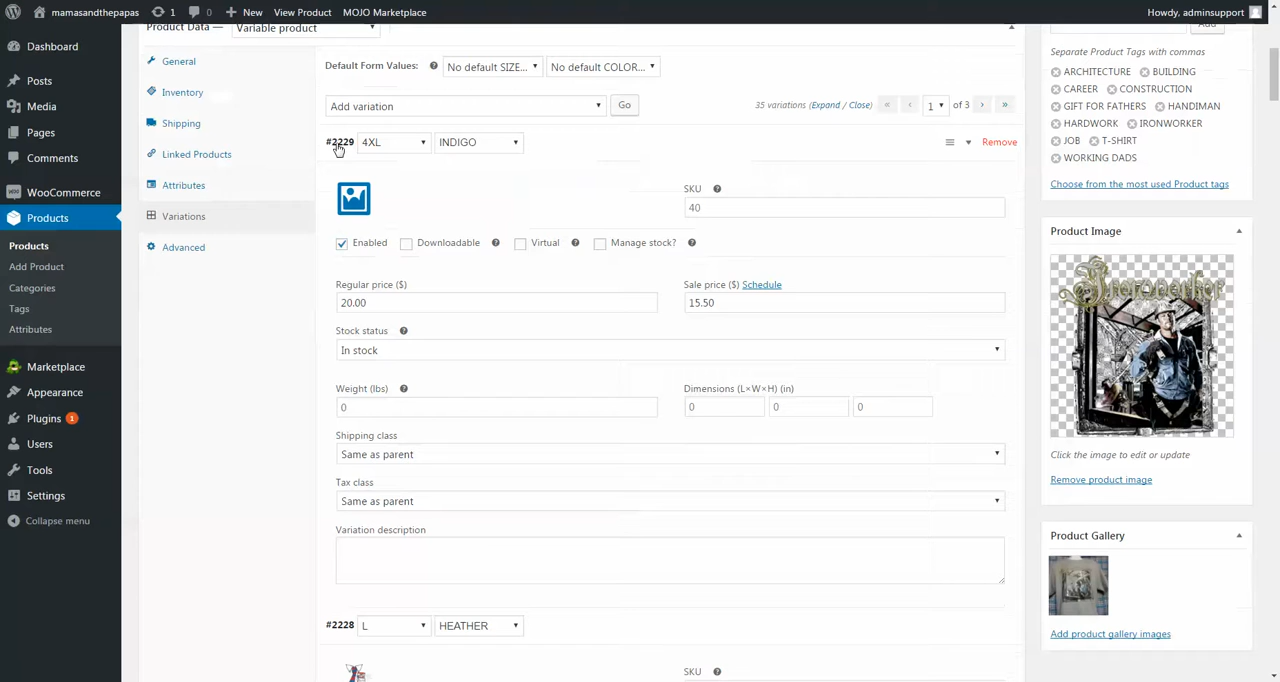 mamasandthepapas 1 0 New View Product MOJO Marketplace Howdy, adminsupport
Dashboard
Posts
Media
Pages
Comments
WooCommerce
Products
Products
Add Product
Categories
Tags
Attributes
Marketplace
Appearance
Plugins 1
Users
Tools
Settings
Collapse menu
Product Data — Variable product
General
Inventory
Shipping
Linked Products
Attributes
Variations
Advanced
Default Form Values: ? No default SIZE... No default COLOR...
Add variation Go 35 variations (Expand / Close) « ‹ 1 of 3 › »
#2229 4XL INDIGO Remove
SKU ?
40
Enabled Downloadable ? Virtual ? Manage stock? ?
Regular price ($) Sale price ($) Schedule
20.00 15.50
Stock status ?
In stock
Weight (lbs) ? Dimensions (L×W×H) (in)
0 0 0 0
Shipping class
Same as parent
Tax class
Same as parent
Variation description
#2228 L HEATHER
SKU ?
Add
Separate Product Tags with commas
ARCHITECTURE BUILDING
CAREER CONSTRUCTION
GIFT FOR FATHERS HANDIMAN
HARDWORK IRONWORKER
JOB T-SHIRT
WORKING DADS
Choose from the most used Product tags
Product Image
Ironworker
Click the image to edit or update
Remove product image
Product Gallery
Add product gallery images